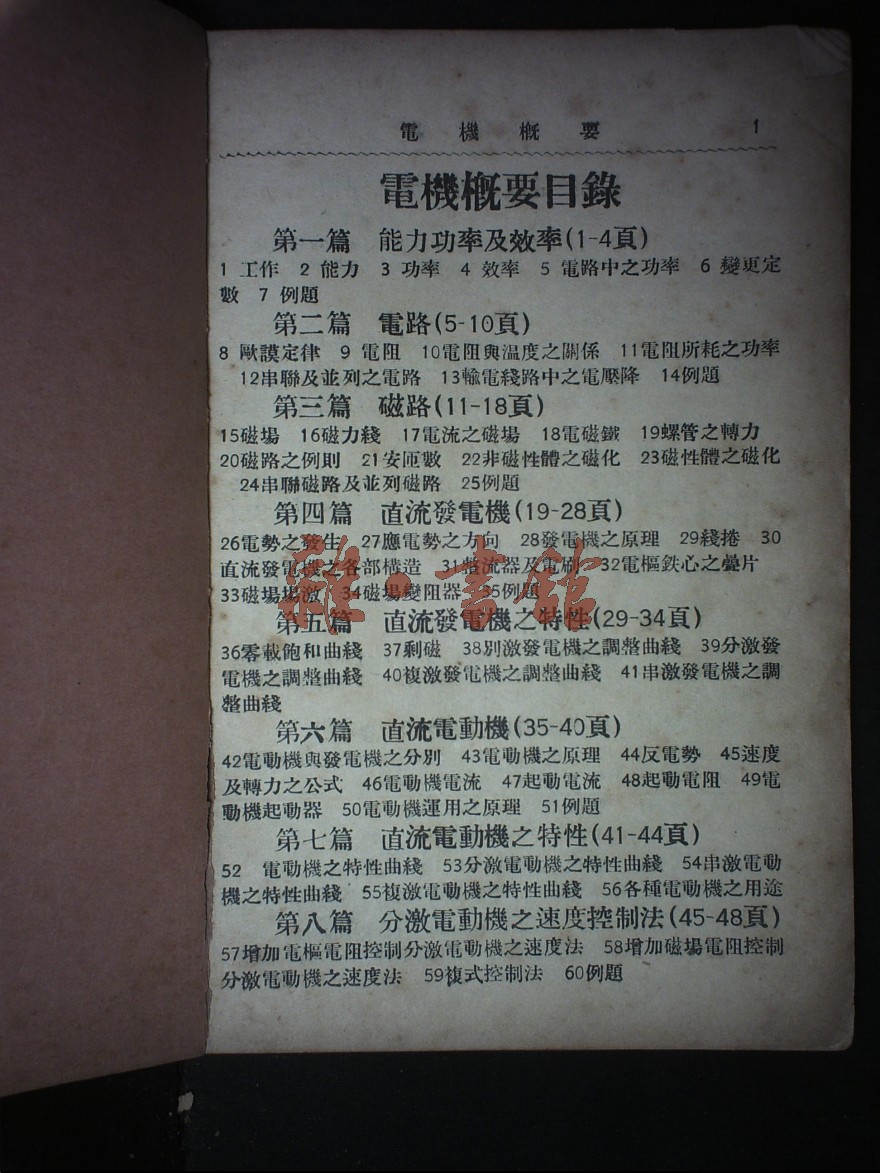 電機概要 1
電機概要目錄
第一篇 能力功率及效率(1-4頁)
1 工作 2 能力 3 功率 4 效率 5 電路中之功率 6 變更定
數 7 例題
第二篇 電路(5-10頁)
8 歐謨定律 9 電阻 10電阻與溫度之關係 11電阻所耗之功率
12串聯及並列之電路 13輸電綫路中之電壓降 14例題
第三篇 磁路(11-18頁)
15磁場 16磁力綫 17電流之磁場 18電磁鐵 19螺管之轉力
20磁路之例則 21安匝數 22非磁性體之磁化 23磁性體之磁化
24串聯磁路及並列磁路 25例題
第四篇 直流發電機(19-28頁)
26電勢之發生 27應電勢之方向 28發電機之原理 29綫捲 30
直流發電機之各部構造 31整流器及電刷 32電樞鉄心之疊片
33磁場場激 34磁場變阻器 35例題
雜·書館
第五篇 直流發電機之特性(29-34頁)
36零載飽和曲綫 37剩磁 38別激發電機之調整曲綫 39分激發
電機之調整曲綫 40複激發電機之調整曲綫 41串激發電機之調
整曲綫
第六篇 直流電動機(35-40頁)
42電動機與發電機之分別 43電動機之原理 44反電勢 45速度
及轉力之公式 46電動機電流 47起動電流 48起動電阻 49電
動機起動器 50電動機運用之原理 51例題
第七篇 直流電動機之特性(41-44頁)
52 電動機之特性曲綫 53分激電動機之特性曲綫 54串激電動
機之特性曲綫 55複激電動機之特性曲綫 56各種電動機之用途
第八篇 分激電動機之速度控制法(45-48頁)
57增加電樞電阻控制分激電動機之速度法 58增加磁場電阻控制
分激電動機之速度法 59複式控制法 60例題